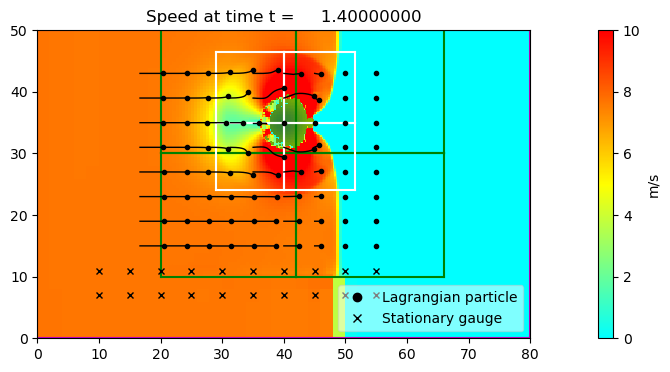 Speed at time t = 1.40000000
50
40
30
20
10
0
0 10 20 30 40 50 60 70 80
Lagrangian particle
Stationary gauge
10
8
6
4
2
0
m/s